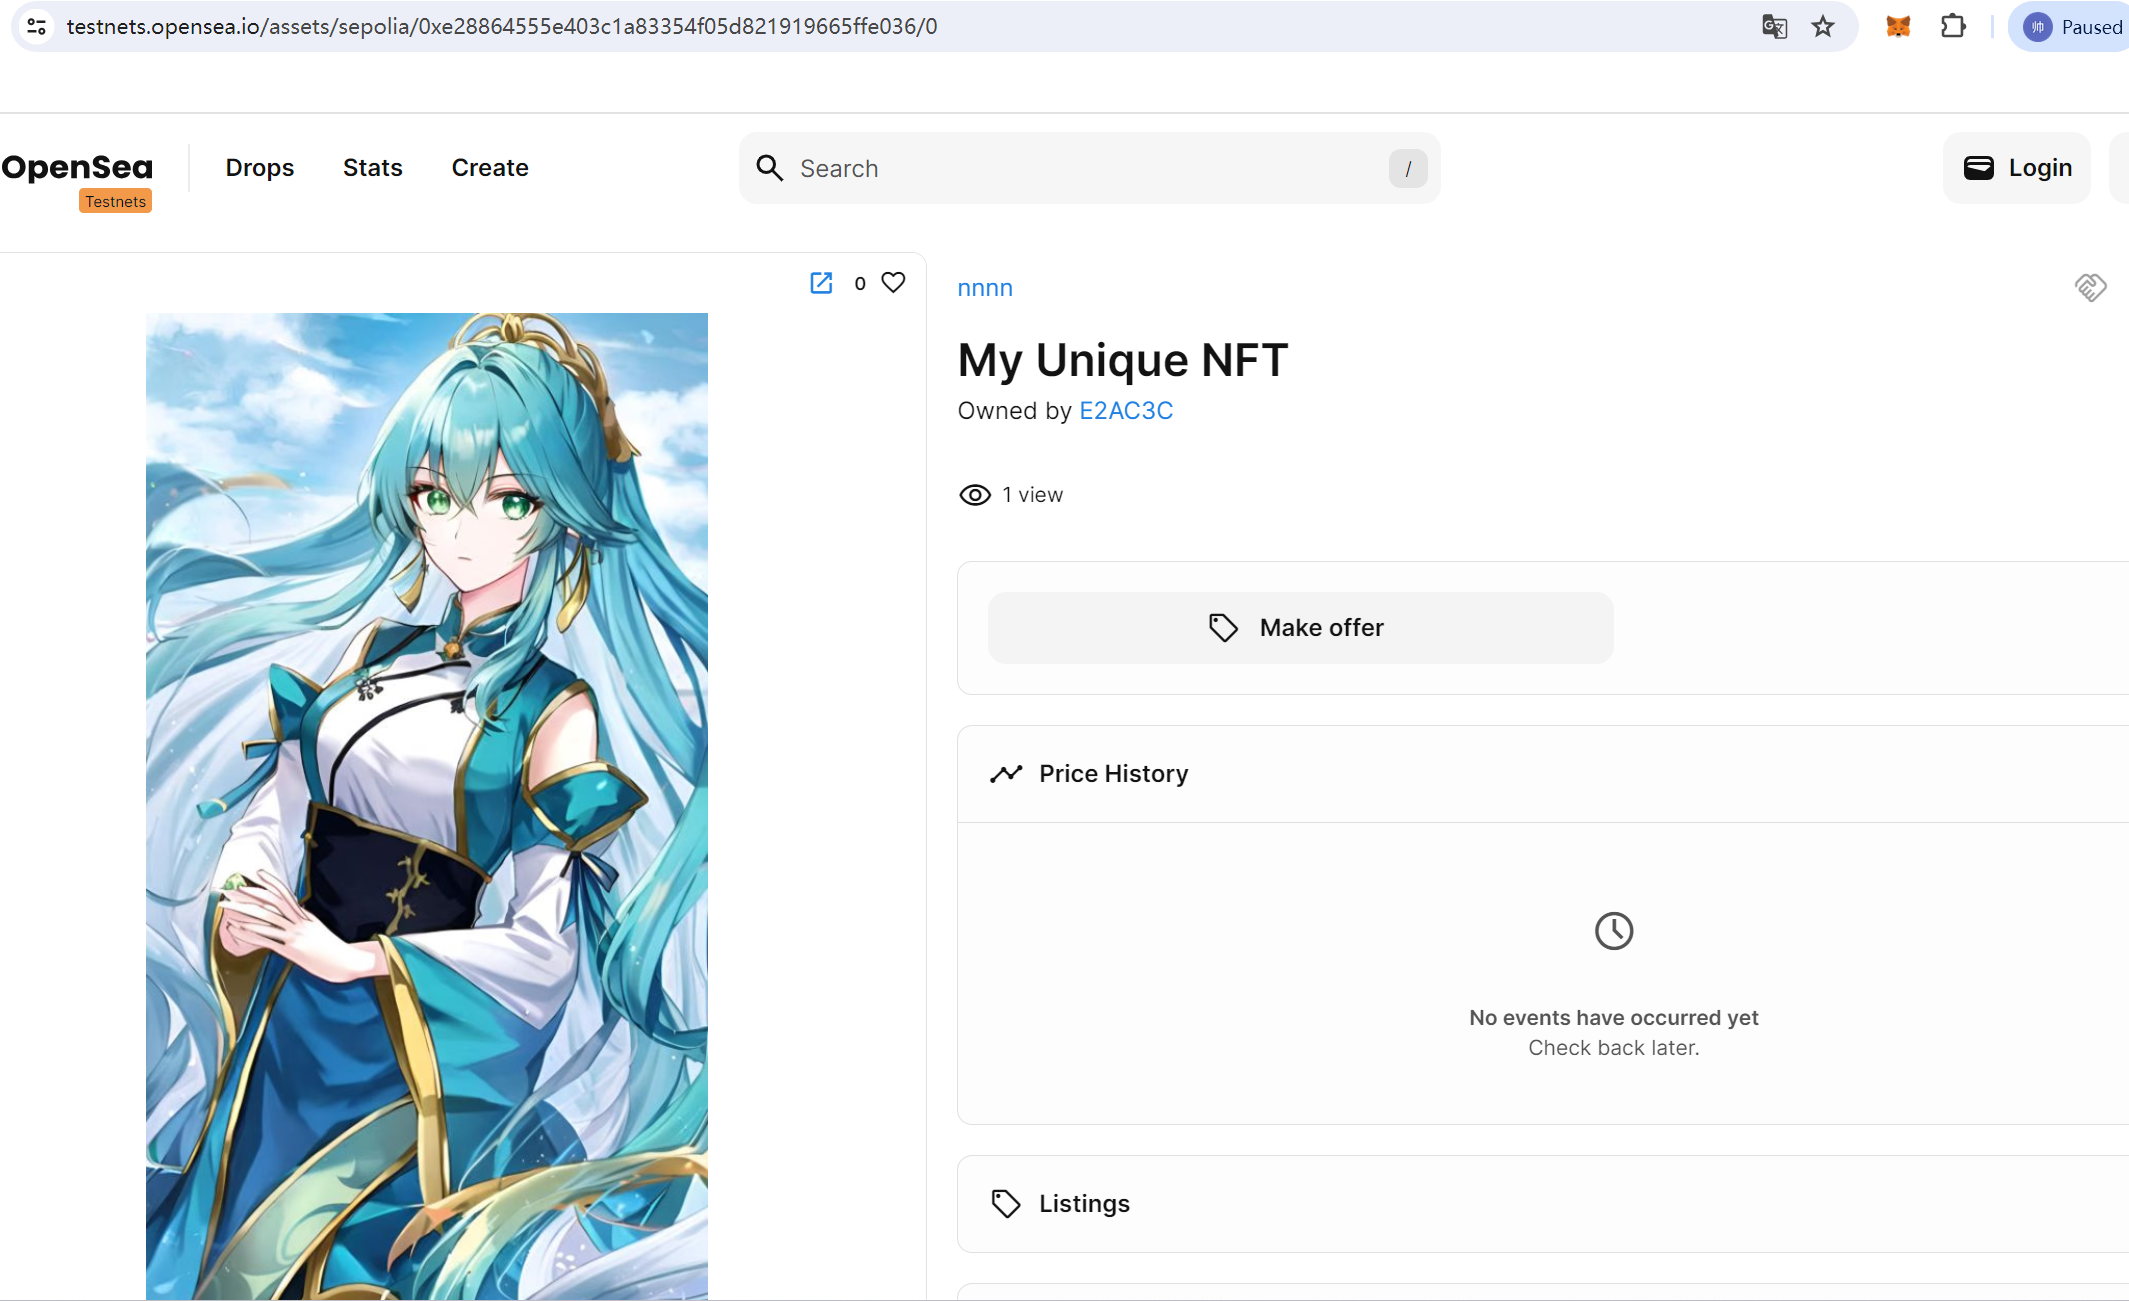 testnets.opensea.io/assets/sepolia/0xe28864555e403c1a83354f05d821919665ffe036/0
帅 Paused
OpenSea
Testnets
Drops Stats Create
Search /
Login
0
nnnn
My Unique NFT
Owned by E2AC3C
1 view
Make offer
Price History
No events have occurred yet
Check back later.
Listings